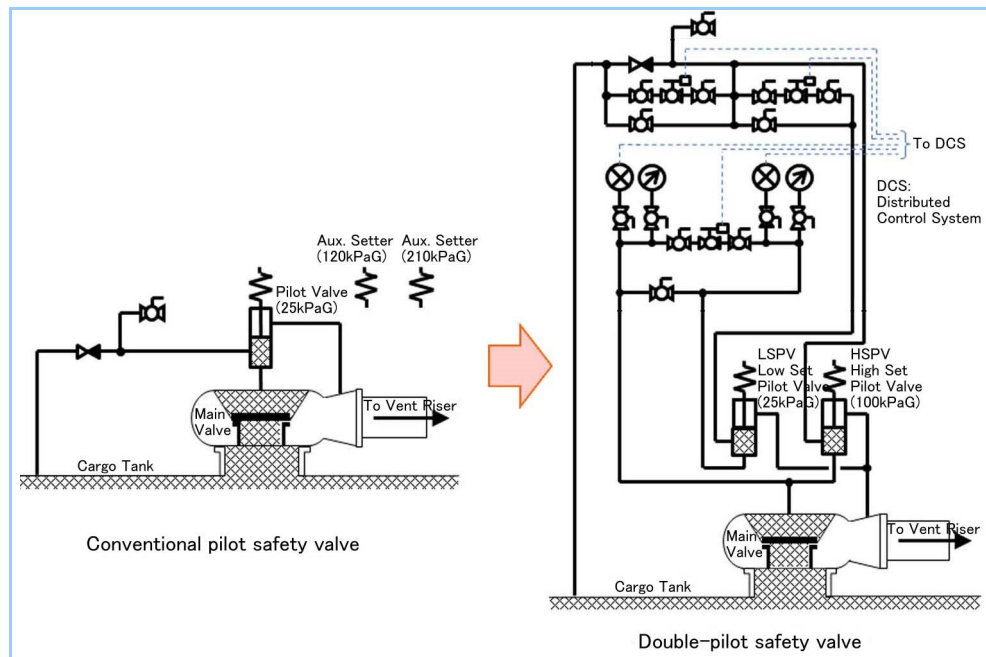 Aux. Setter
(120kPaG)
Aux. Setter
(210kPaG)
Pilot Valve
(25kPaG)
Main
Valve
To Vent Riser
Cargo Tank
Conventional pilot safety valve
To DCS
DCS:
Distributed
Control System
LSPV
Low Set
Pilot Valve
(25kPaG)
HSPV
High Set
Pilot Valve
(100kPaG)
Main
Valve
To Vent Riser
Cargo Tank
Double-pilot safety valve